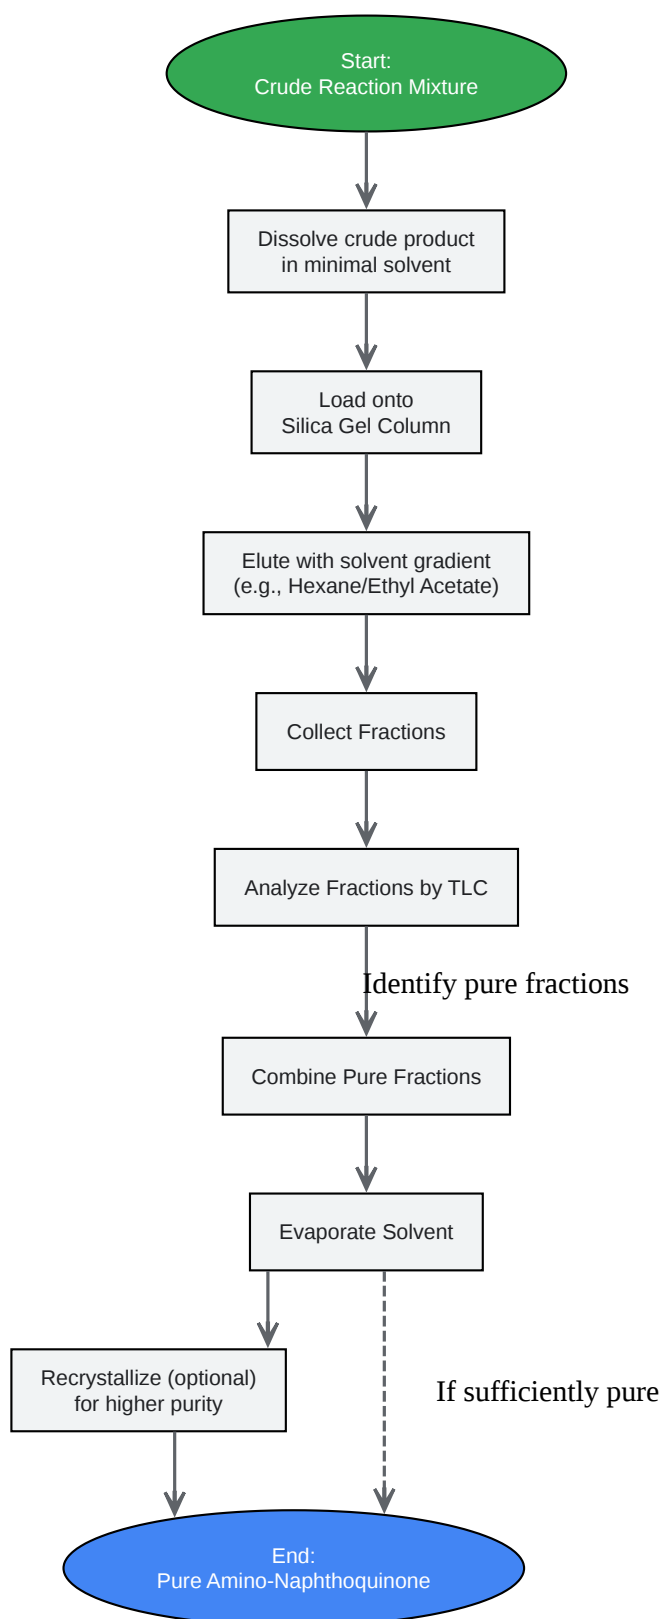 Start:
Crude Reaction Mixture
Dissolve crude product
in minimal solvent
Load onto
Silica Gel Column
Elute with solvent gradient
(e.g., Hexane/Ethyl Acetate)
Collect Fractions
Analyze Fractions by TLC
Identify pure fractions
Combine Pure Fractions
Evaporate Solvent
Recrystallize (optional)
for higher purity
If sufficiently pure
End:
Pure Amino-Naphthoquinone